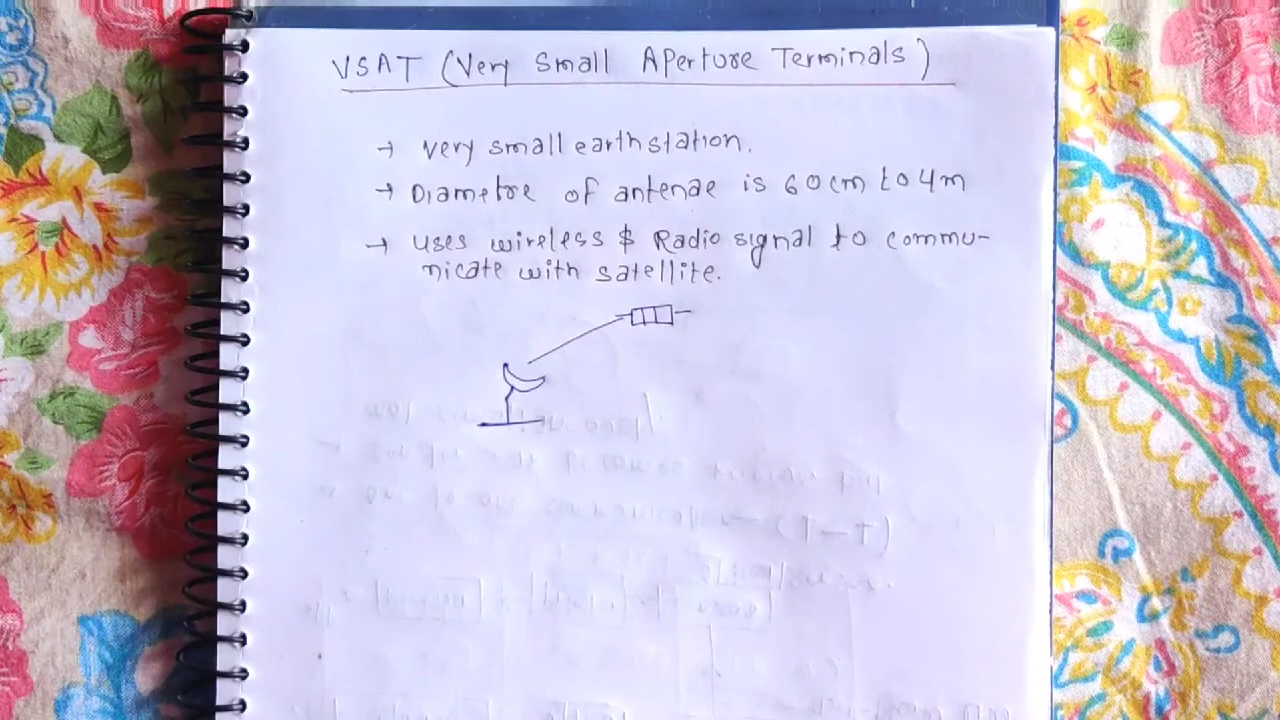 VSAT (Very Small Aperture Terminals)
→ Very small earth station.
→ Diametre of antenae is 60cm to 4m
→ uses wireless & Radio signal to commu-
nicate with satellite.